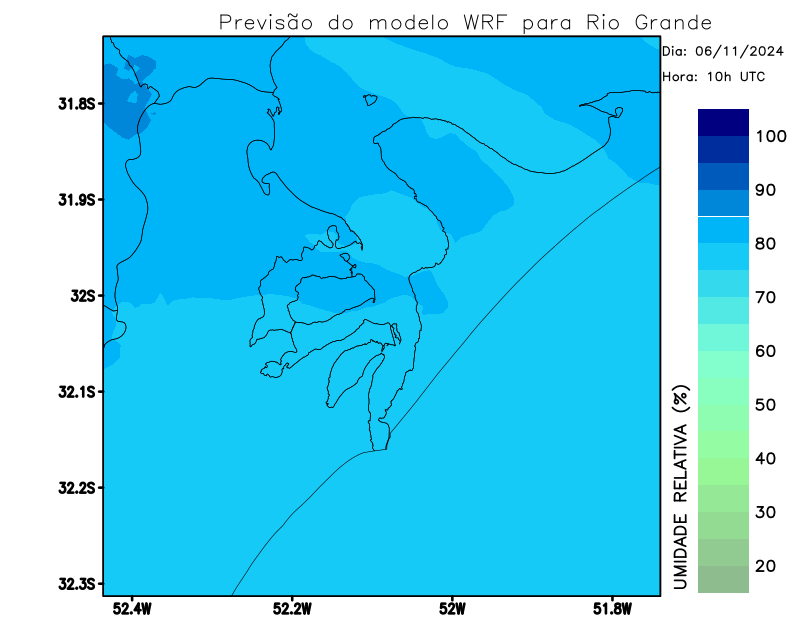 Previsão do modelo WRF para Rio Grande
Dia: 06/11/2024
Hora: 10h UTC
31.8S
31.9S
32S
32.1S
32.2S
32.3S
52.4W
52.2W
52W
51.8W
100
90
80
70
60
50
40
30
20
UMIDADE RELATIVA (%)